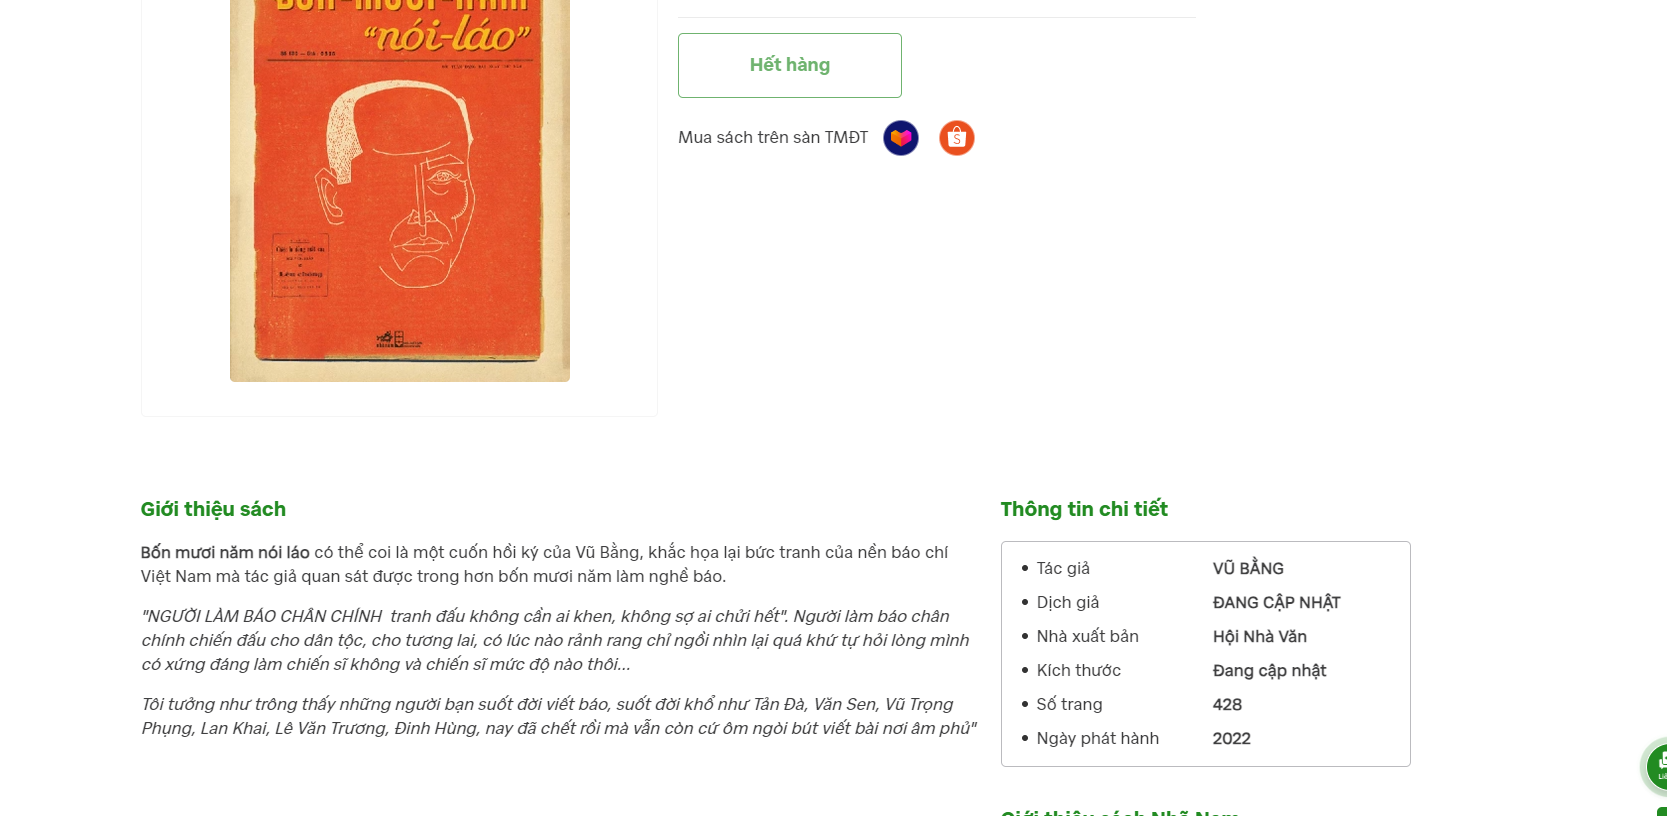 BỐN-MƯƠI-NĂM
“nói-láo”
Hết hàng
Mua sách trên sàn TMĐT
Giới thiệu sách
Bốn mươi năm nói láo có thể coi là một cuốn hồi ký của Vũ Bằng, khắc họa lại bức tranh của nền báo chí
Việt Nam mà tác giả quan sát được trong hơn bốn mươi năm làm nghề báo.
"NGƯỜI LÀM BÁO CHÂN CHÍNH  tranh đấu không cần ai khen, không sợ ai chửi hết". Người làm báo chân
chính chiến đấu cho dân tộc, cho tương lai, có lúc nào rảnh rang chỉ ngồi nhìn lại quá khứ tự hỏi lòng mình
có xứng đáng làm chiến sĩ không và chiến sĩ mức độ nào thôi...
Tôi tưởng như trông thấy những người bạn suốt đời viết báo, suốt đời khổ như Tản Đà, Văn Sen, Vũ Trọng
Phụng, Lan Khai, Lê Văn Trương, Đinh Hùng, nay đã chết rồi mà vẫn còn cứ ôm ngòi bút viết bài nơi âm phủ"
Thông tin chi tiết
Tác giả VŨ BẰNG
Dịch giả ĐANG CẬP NHẬT
Nhà xuất bản Hội Nhà Văn
Kích thước Đang cập nhật
Số trang 428
Ngày phát hành 2022
Giới thiệu sách Nhã Nam